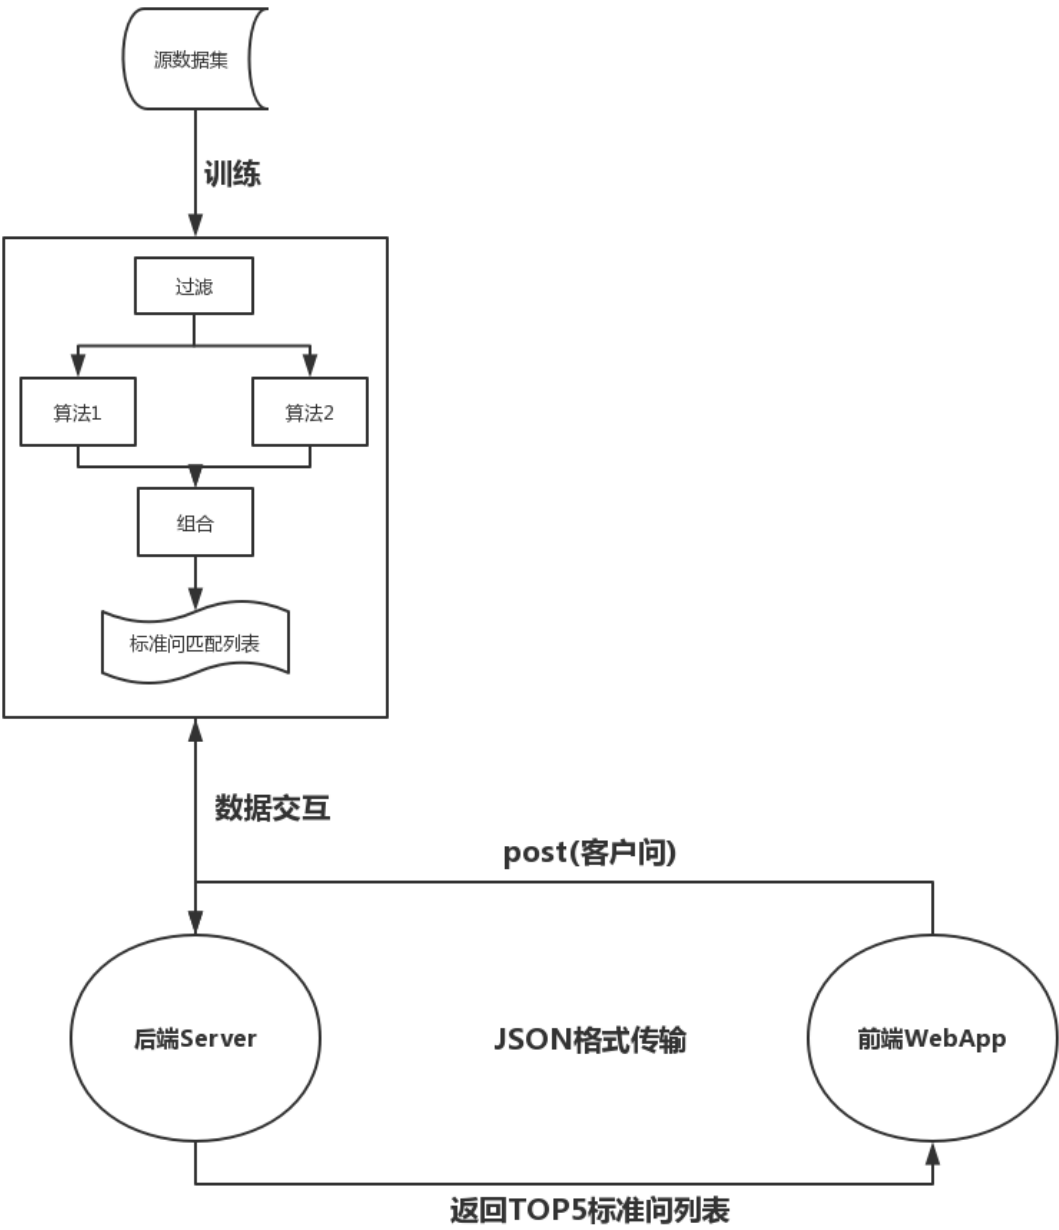 源数据集
训练
过滤
算法1
算法2
组合
标准问匹配列表
数据交互
post(客户问)
后端Server
JSON格式传输
前端WebApp
返回TOP5标准问列表